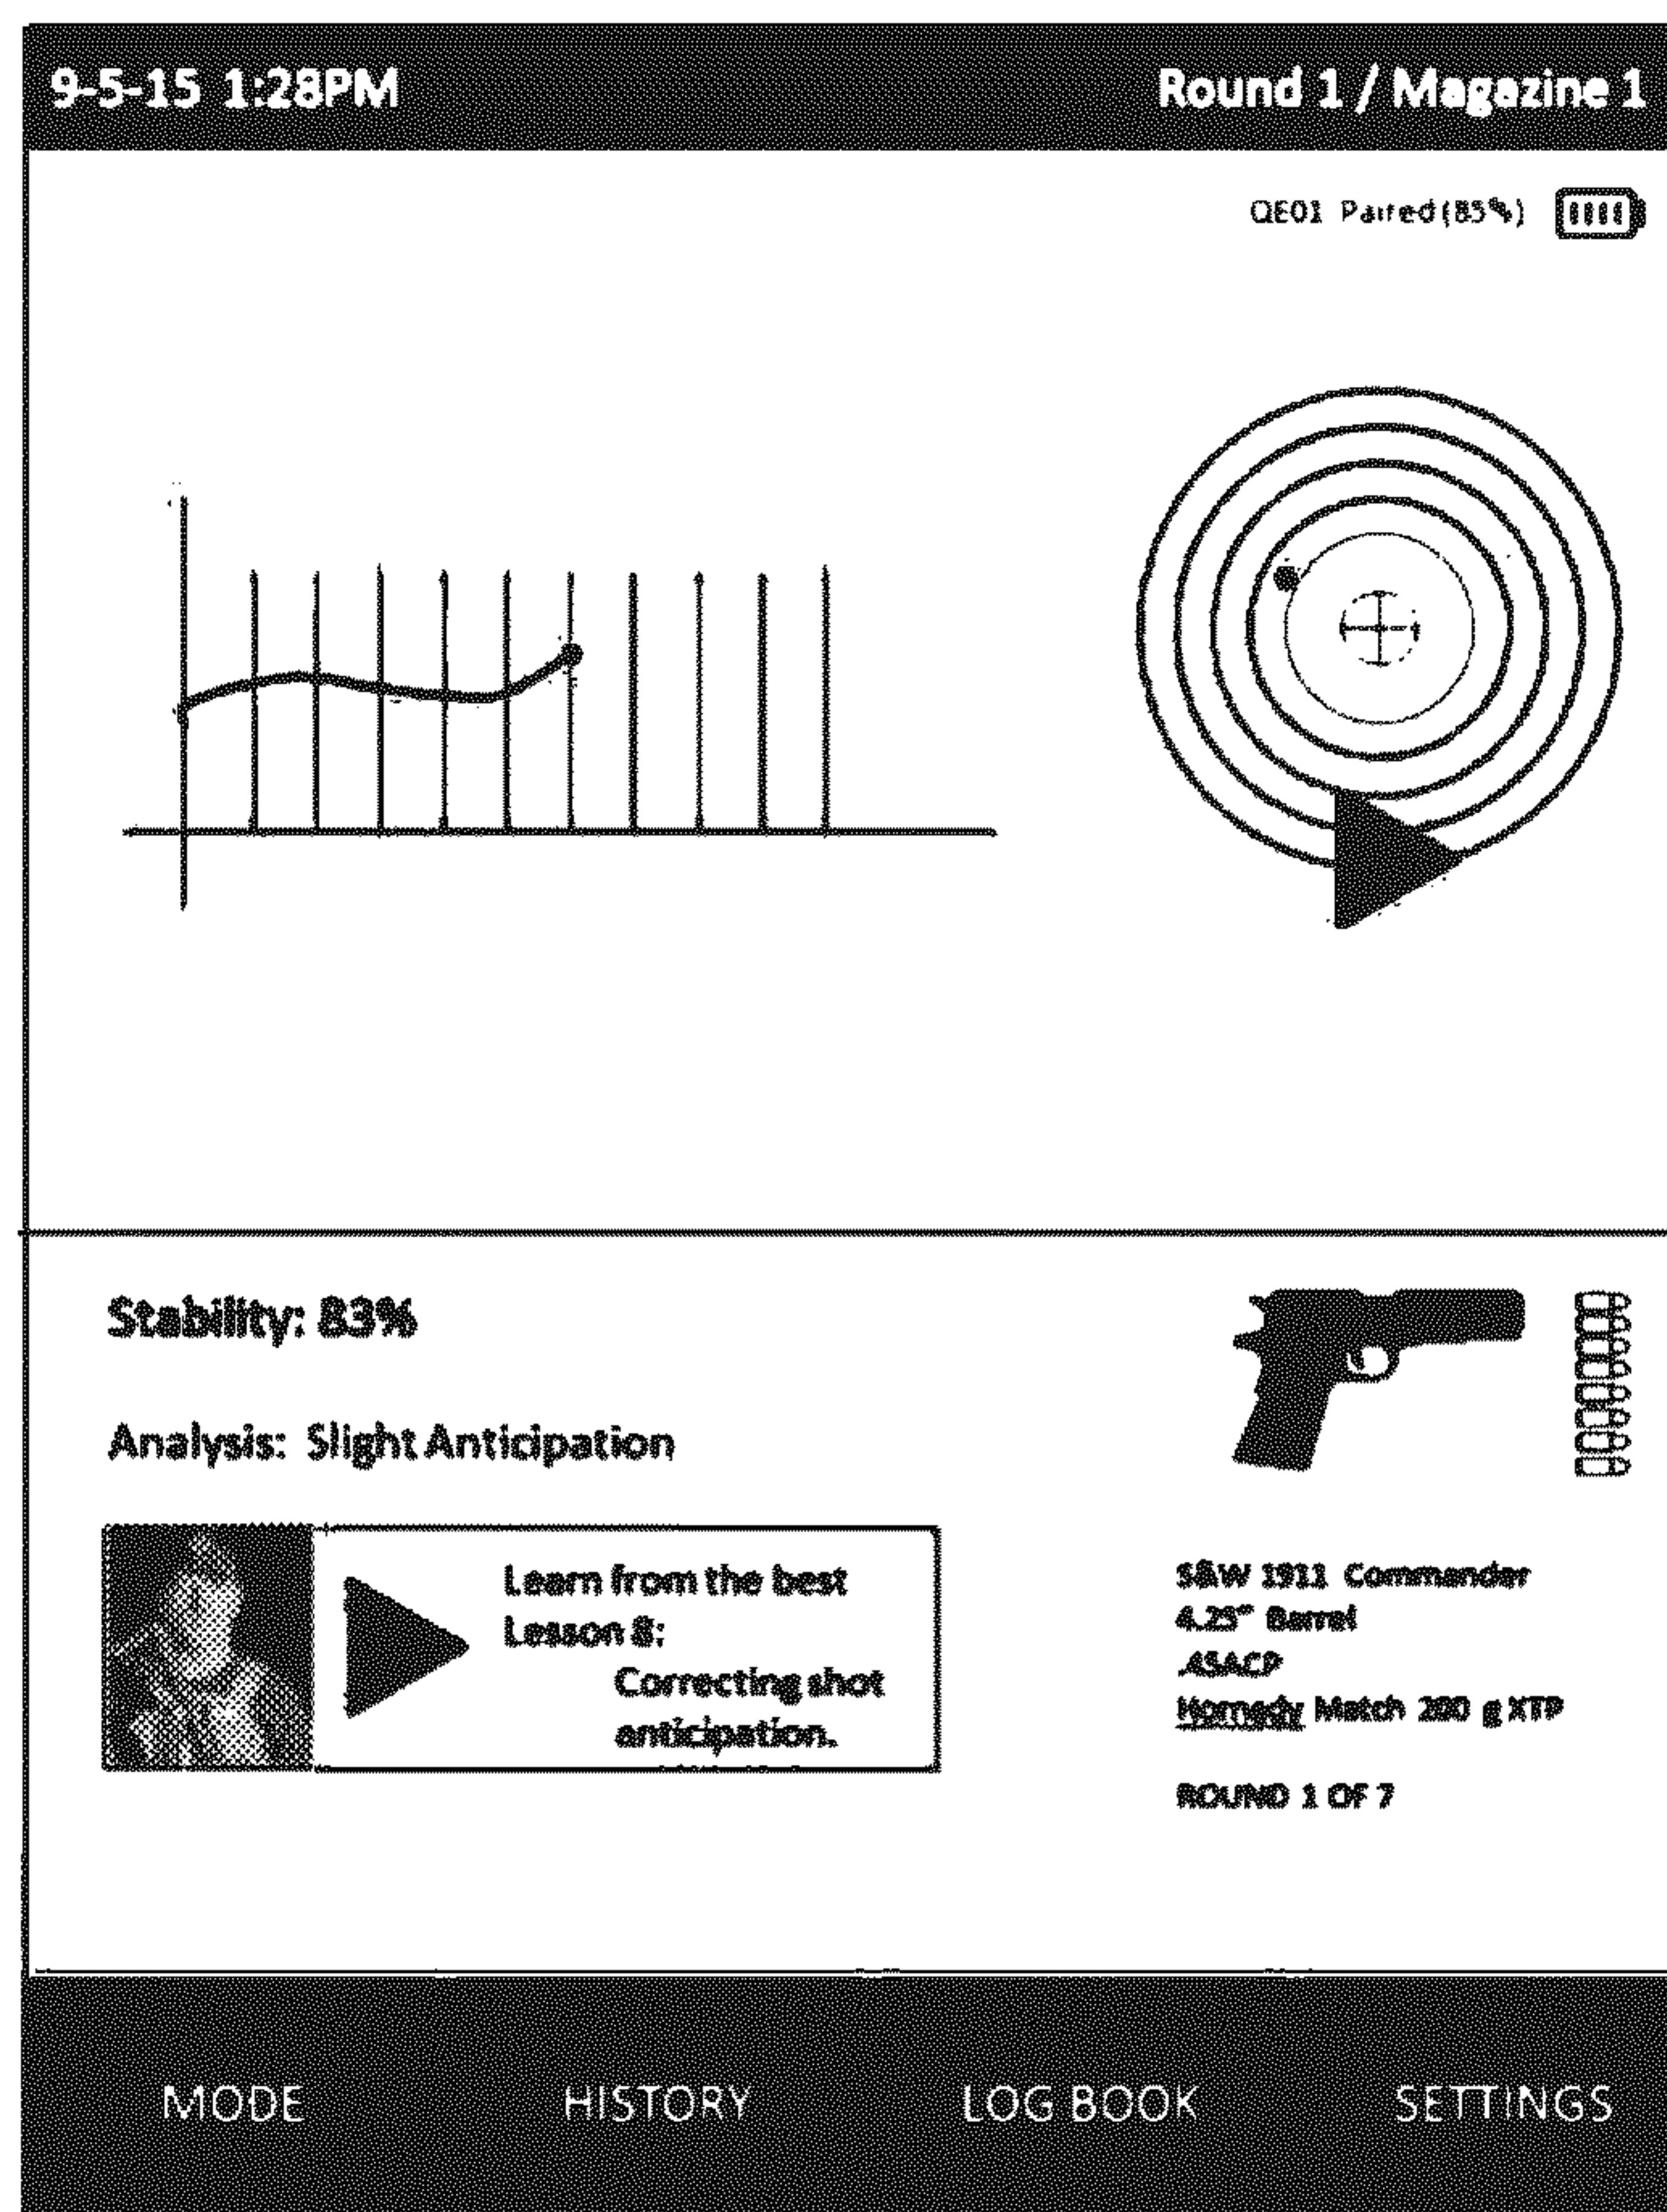 9-5-15 1:28PM
Round 1 / Magazine 1
QE01 Paired (85%)
Stability: 83%
Analysis: Slight Anticipation
Learn from the best
Lesson 8:
Correcting shot
anticipation.
S&W 1911 Commander
4.25" Barrel
.45ACP
Match g XTP
ROUND 1 OF 7
MODE
HISTORY
LOG BOOK
SETTINGS